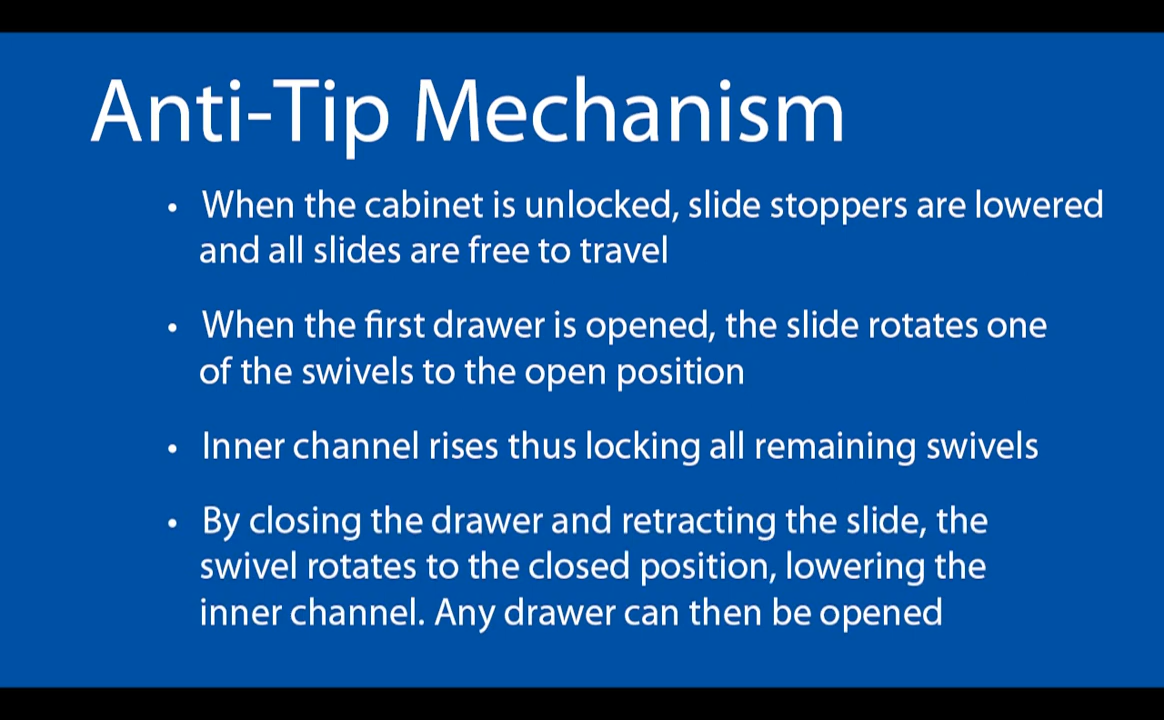 Anti-Tip Mechanism
• When the cabinet is unlocked, slide stoppers are lowered
and all slides are free to travel
• When the first drawer is opened, the slide rotates one
of the swivels to the open position
• Inner channel rises thus locking all remaining swivels
• By closing the drawer and retracting the slide, the
swivel rotates to the closed position, lowering the
inner channel. Any drawer can then be opened